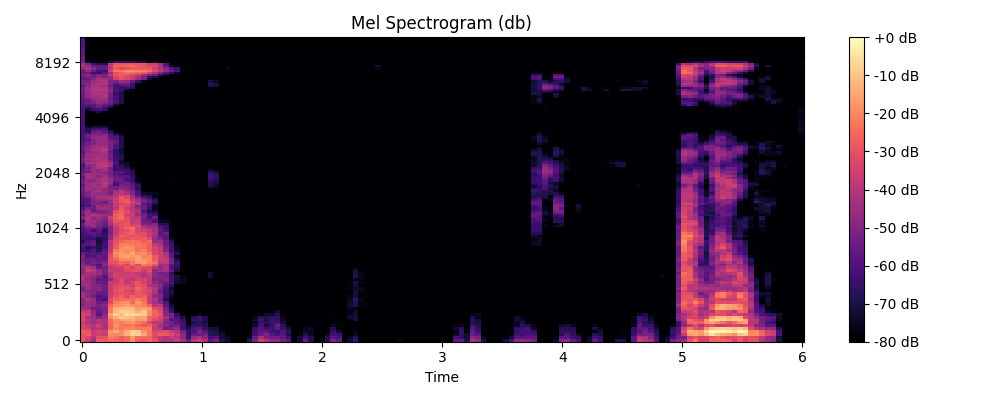 Mel Spectrogram (db)
Hz
8192
4096
2048
1024
512
0
0 1 2 3 4 5 6
Time
+0 dB
-10 dB
-20 dB
-30 dB
-40 dB
-50 dB
-60 dB
-70 dB
-80 dB